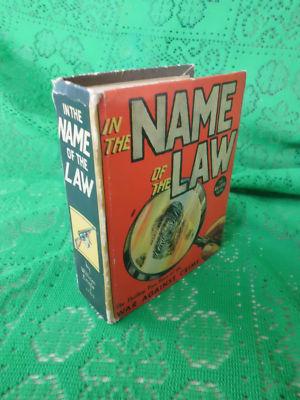 IN THE
NAME
OF THE
LAW
IN
THE
NAME
OF
THE
LAW
WAR AGAINST CRIME